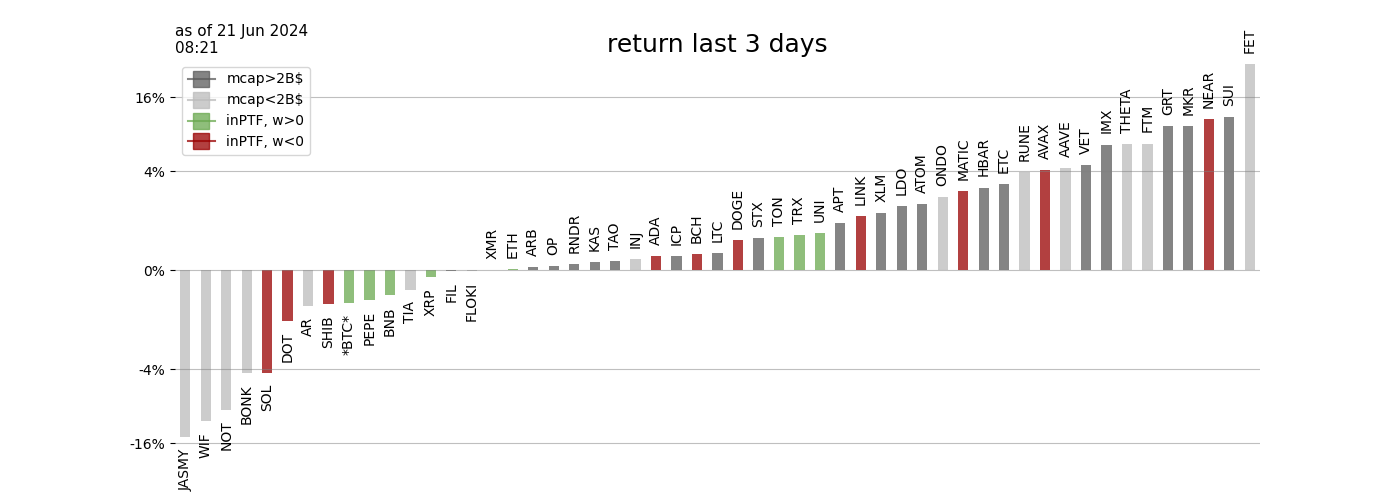 as of 21 Jun 2024
08:21
return last 3 days
mcap>2B$
mcap<2B$
inPTF, w>0
inPTF, w<0
16%
4%
0%
-4%
-16%
JASMY
WIF
NOT
BONK
SOL
DOT
AR
SHIB
*BTC*
PEPE
BNB
TIA
XRP
FIL
FLOKI
XMR
ETH
ARB
OP
RNDR
KAS
TAO
INJ
ADA
ICP
BCH
LTC
DOGE
STX
TON
TRX
UNI
APT
LINK
XLM
LDO
ATOM
ONDO
MATIC
HBAR
ETC
RUNE
AVAX
AAVE
VET
IMX
THETA
FTM
GRT
MKR
NEAR
SUI
FET